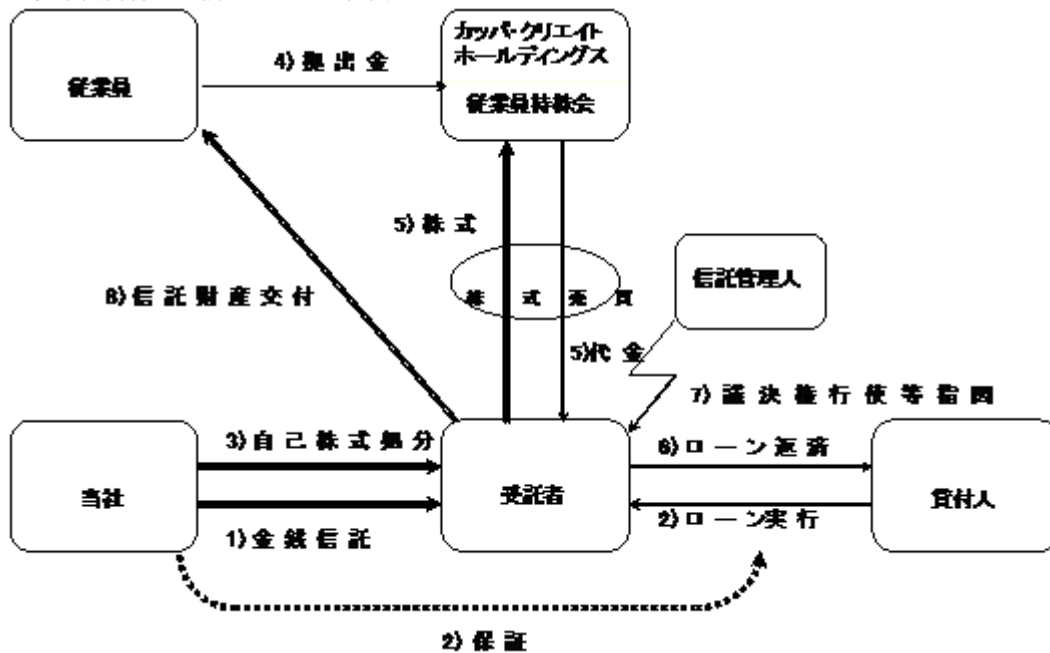 従業員
4) 拠出金
カッパ・クリエイト
ホールディングス
従業員持株会
5) 株式
株式売買
5)代金
信託管理人
8) 信託財産交付
7) 議決権行使等指図
当社
3) 自己株式処分
1) 金銭信託
受託者
6) ローン返済
2) ローン実行
貸付人
2) 保証